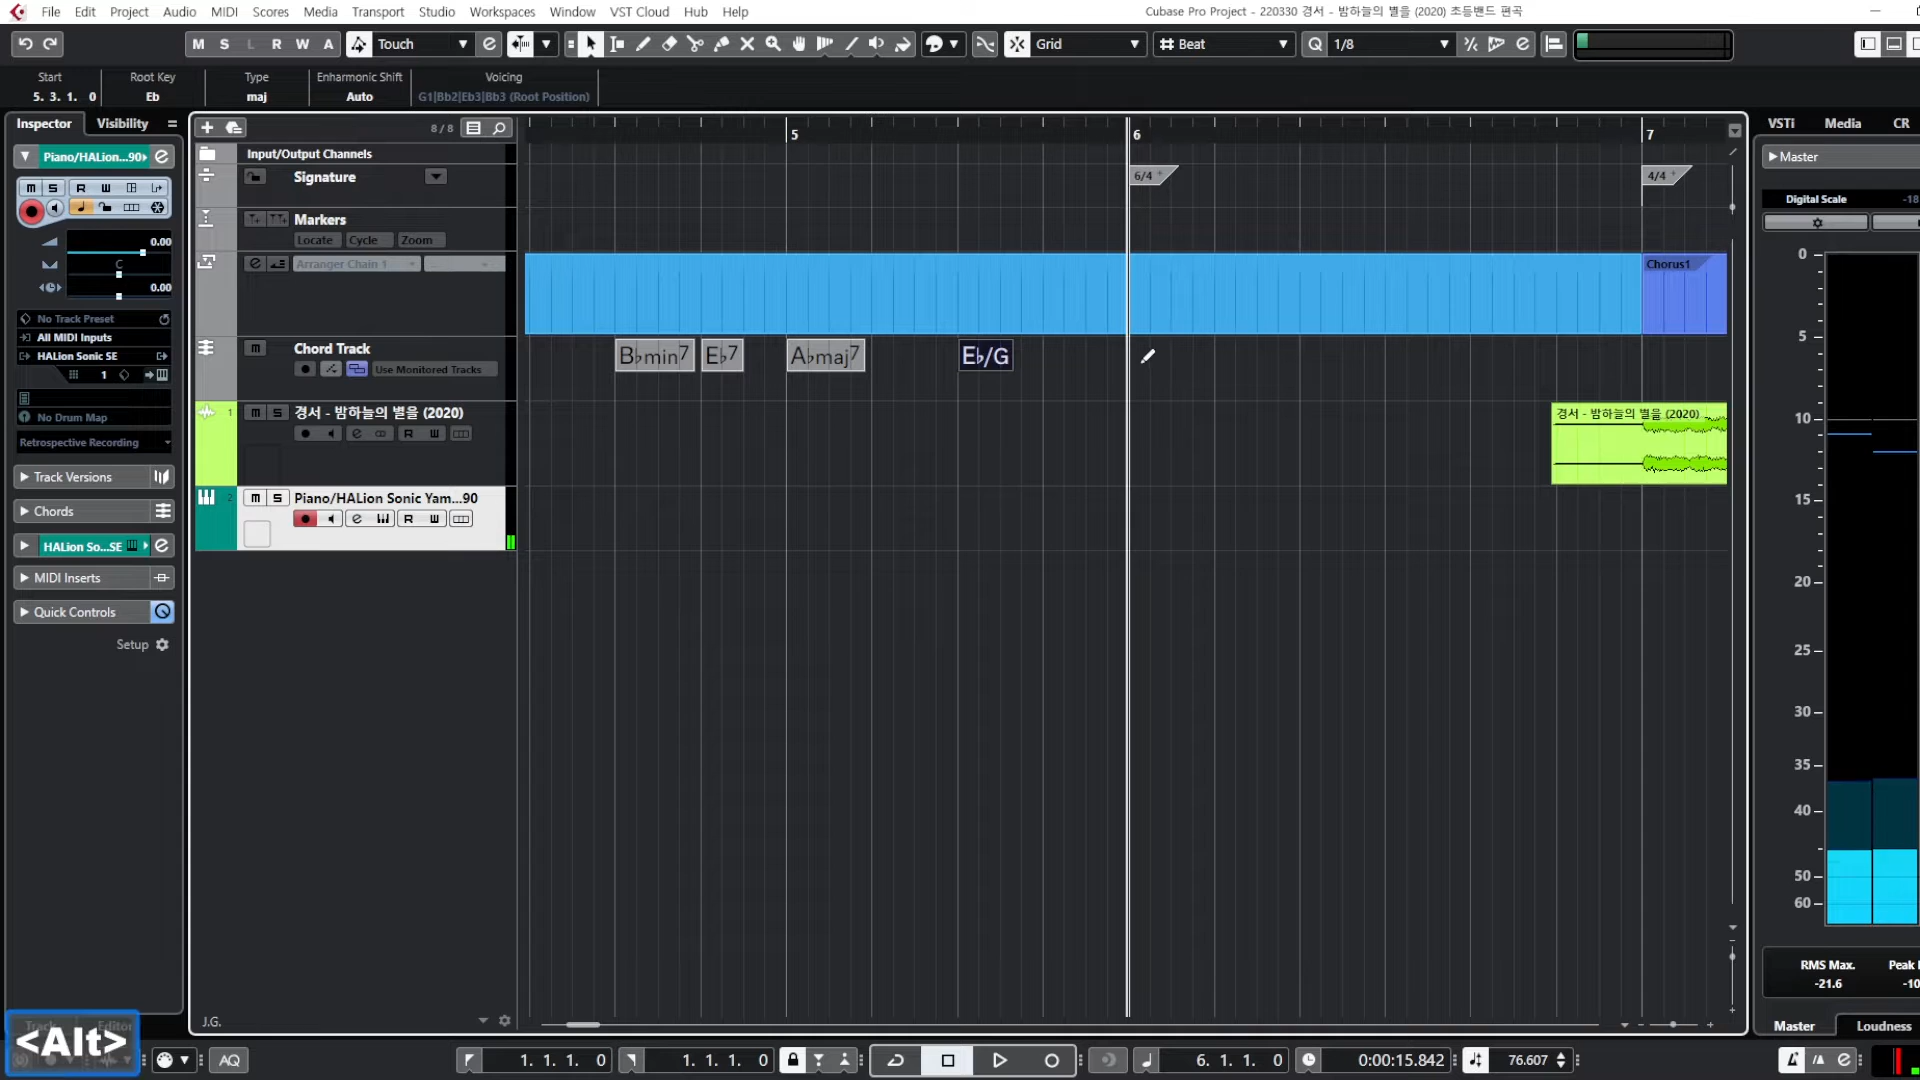 File Edit Project Audio MIDI Scores Media Transport Studio Workspaces Window VST Cloud Hub Help
Cubase Pro Project - 220330 경서 - 밤하늘의 별을 (2020) 초등밴드 편곡
M S L R W A Touch Grid Beat Q 1/8
Start Root Key Type Enharmonic Shift Voicing
5. 3. 1. 0 Eb maj Auto G1|Bb2|Eb3|Bb3 (Root Position)
Inspector Visibility
Piano/HALion...90
M S R W
0.00
C
0.00
No Track Preset
All MIDI Inputs
HALion Sonic SE
1
No Drum Map
Retrospective Recording
Track Versions
Chords
HALion So...SE
MIDI Inserts
Quick Controls
Setup
8 / 8
Input/Output Channels
Signature
Markers
Locate Cycle Zoom
Arranger Chain 1
m Chord Track
Use Monitored Tracks
1 m S 경서 - 밤하늘의 별을 (2020)
R W
2 m S Piano/HALion Sonic Yam...90
R W
J.G.
5 6 7
6/4 4/4
Chorus1
B♭min7 E♭7 A♭maj7 E♭/G
경서 - 밤하늘의 별을 (2020)
VSTi Media CR
Master
Digital Scale -18
0
5
10
15
20
25
30
35
40
50
60
RMS Max. Peak
-21.6 -10
Master Loudness
Track Editor
<Alt>
AQ
1. 1. 1. 0 1. 1. 1. 0 6. 1. 1. 0 0:00:15.842 76.607